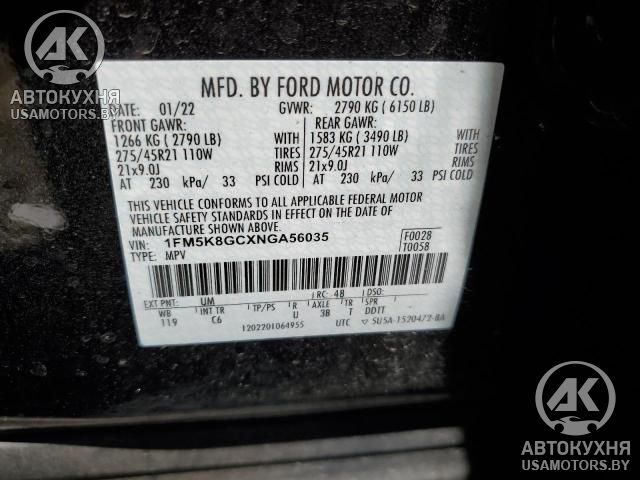 AK
АВТОКУХНЯ
USAMOTORS.BY
MFD. BY FORD MOTOR CO.
DATE: 01/22 GVWR: 2790 KG ( 6150 LB)
FRONT GAWR: REAR GAWR:
1266 KG ( 2790 LB) WITH 1583 KG ( 3490 LB) WITH
275/45R21 110W TIRES 275/45R21 110W TIRES
21x9.0J RIMS 21x9.0J RIMS
AT 230 kPa/ 33 PSI COLD AT 230 kPa/ 33 PSI COLD
THIS VEHICLE CONFORMS TO ALL APPLICABLE FEDERAL MOTOR
VEHICLE SAFETY STANDARDS IN EFFECT ON THE DATE OF
MANUFACTURE SHOWN ABOVE.
VIN: 1FM5K8GCXNGA56035 F0028
TYPE: MPV T0058
EXT PNT: UM RC: 4B DSO:
WB INT TR TP/PS R AXLE TR SPR
119 C6 U 3B T DDTT
1202201064955 UTC
AK
АВТОКУХНЯ
USAMOTORS.BY